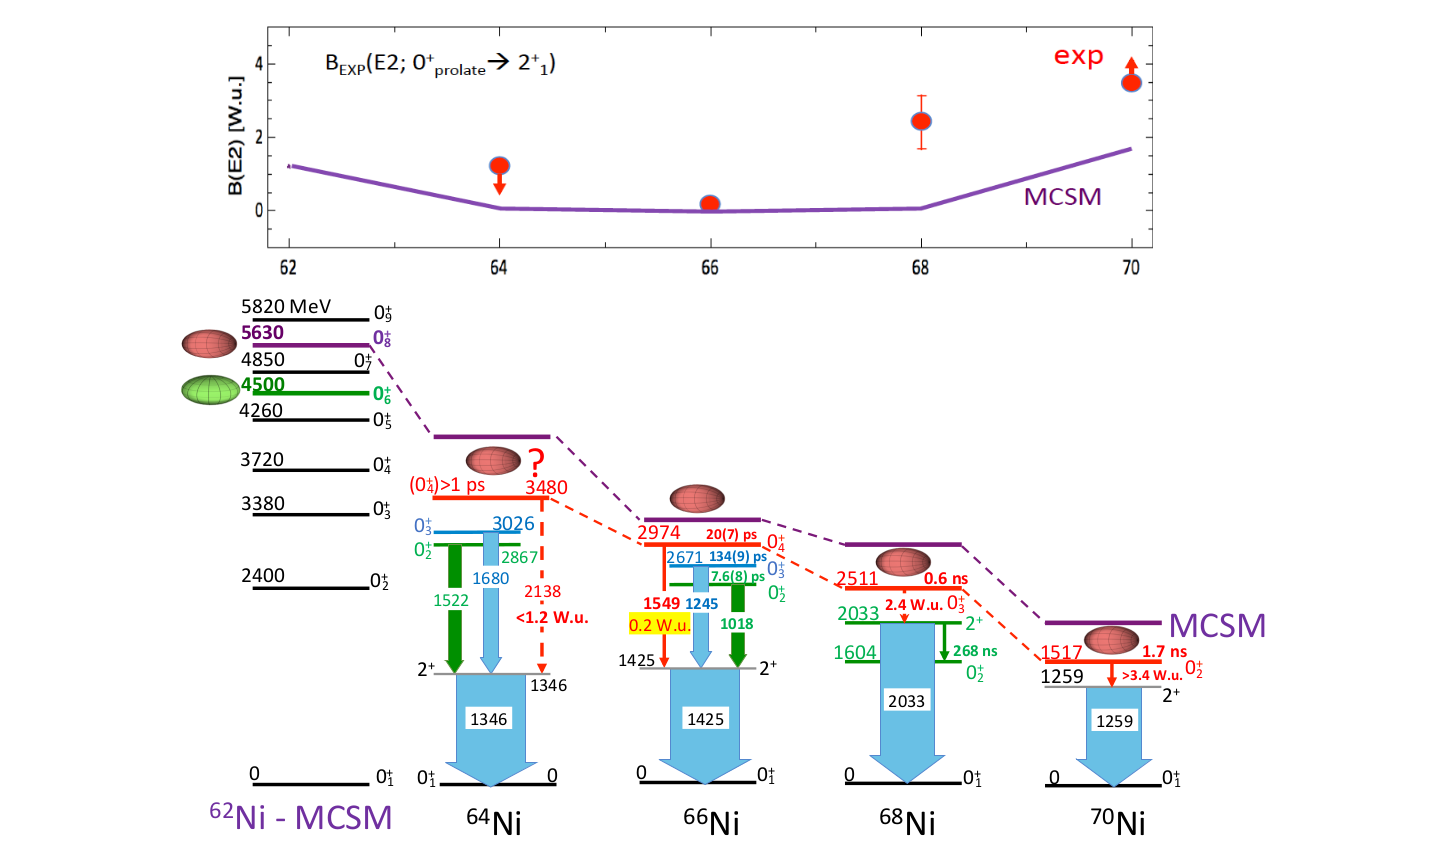 B_EXP(E2; 0⁺_prolate→ 2⁺₁)
exp
MCSM
B(E2) [W.u.]
4
2
0
62 64 66 68 70
5820 MeV 0⁺₉
5630 0⁺₈
4850 0⁺₇
4500 0⁺₆
4260 0⁺₅
3720 0⁺₄
3380 0⁺₃
2400 0⁺₂
0 0⁺₁
⁶²Ni - MCSM
?
(0⁺₄)>1 ps 3480
0⁺₃ 3026
0⁺₂ 2867
1522 1680 2138
<1.2 W.u.
2⁺ 1346
1346
0⁺₁ 0
⁶⁴Ni
2974 20(7) ps 0⁺₄
2671 134(9) ps 0⁺₃
7.6(8) ps 0⁺₂
1549 1245 1018
0.2 W.u.
1425 2⁺
1425
0 0⁺₁
⁶⁶Ni
2511 0.6 ns
2.4 W.u. 0⁺₃
2033 2⁺
1604 268 ns
0⁺₂
2033
0 0⁺₁
⁶⁸Ni
MCSM
1517 1.7 ns 0⁺₂
1259 >3.4 W.u.
2⁺
1259
0 0⁺₁
⁷⁰Ni